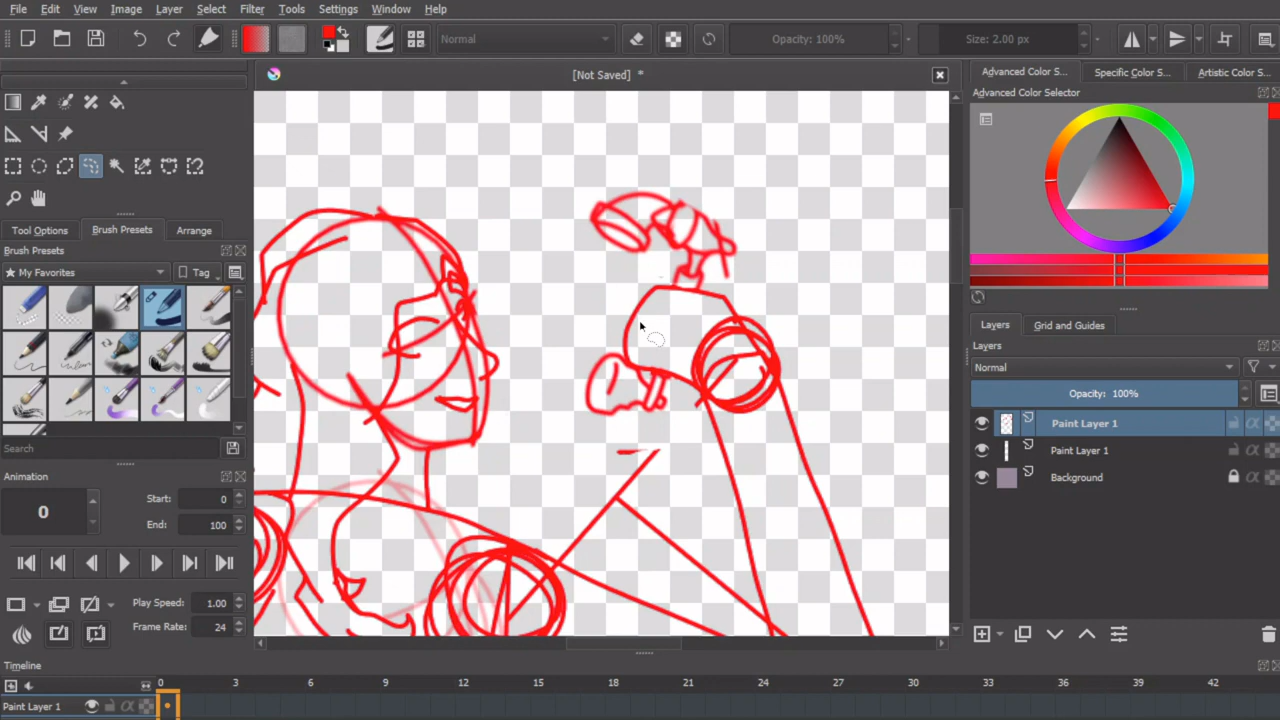 File Edit View Image Layer Select Filter Tools Settings Window Help
Normal Opacity: 100% Size: 2.00 px
[Not Saved] *
Advanced Color S... Specific Color S... Artistic Color S...
Advanced Color Selector
Tool Options Brush Presets Arrange
Brush Presets
★ My Favorites Tag
Search
Animation
0 Start: 0
End: 100
Play Speed: 1.00
Frame Rate: 24
Layers Grid and Guides
Layers
Normal
Opacity: 100%
Paint Layer 1
Paint Layer 1
Background
Timeline
0 3 6 9 12 15 18 21 24 27 30 33 36 39 42
Paint Layer 1